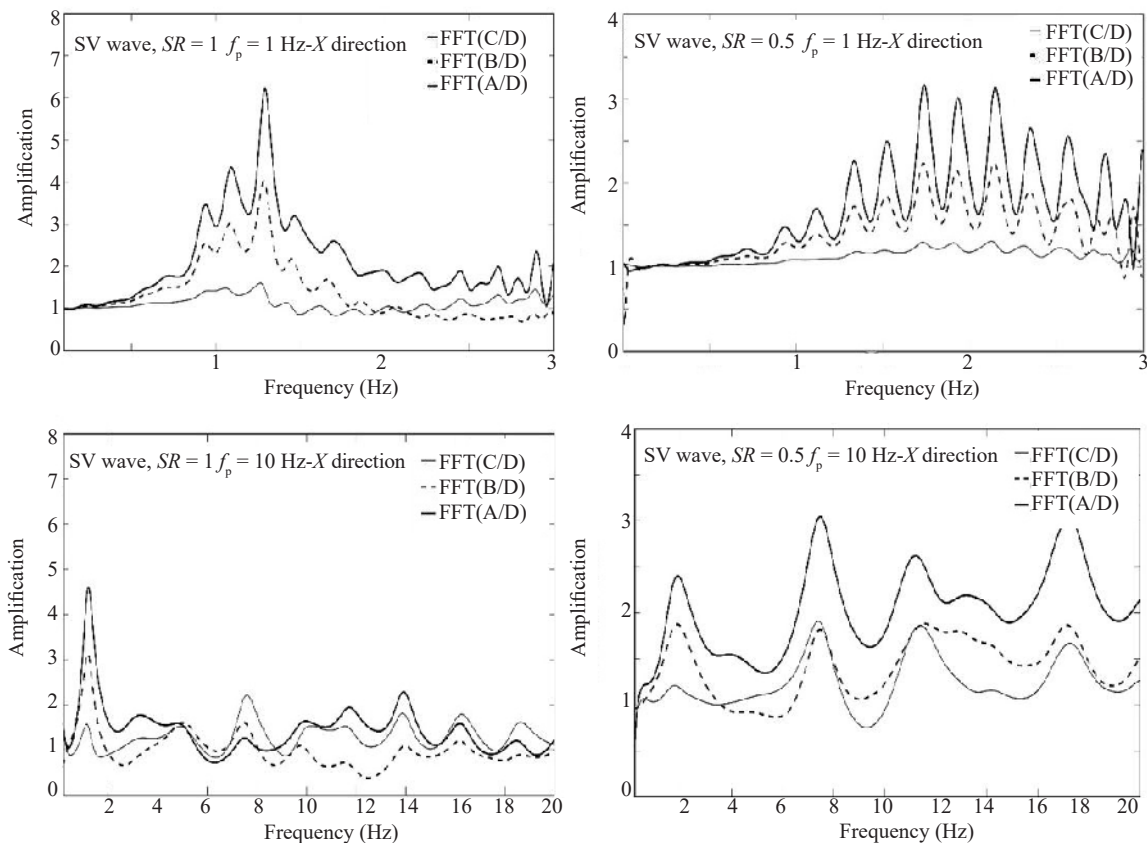 SV wave, SR = 1 f_p = 1 Hz-X direction
FFT(C/D)
FFT(B/D)
FFT(A/D)
8
7
6
5
4
3
2
1
0
Amplification
1
2
3
Frequency (Hz)
SV wave, SR = 0.5 f_p = 1 Hz-X direction
FFT(C/D)
FFT(B/D)
FFT(A/D)
4
3
2
1
0
Amplification
1
2
3
Frequency (Hz)
SV wave, SR = 1 f_p = 10 Hz-X direction
FFT(C/D)
FFT(B/D)
FFT(A/D)
8
7
6
5
4
3
2
1
0
Amplification
2 4 6 8 10 12 14 16 18 20
Frequency (Hz)
SV wave, SR = 0.5 f_p = 10 Hz-X direction
FFT(C/D)
FFT(B/D)
FFT(A/D)
4
3
2
1
0
Amplification
2 4 6 8 10 12 14 16 18 20
Frequency (Hz)